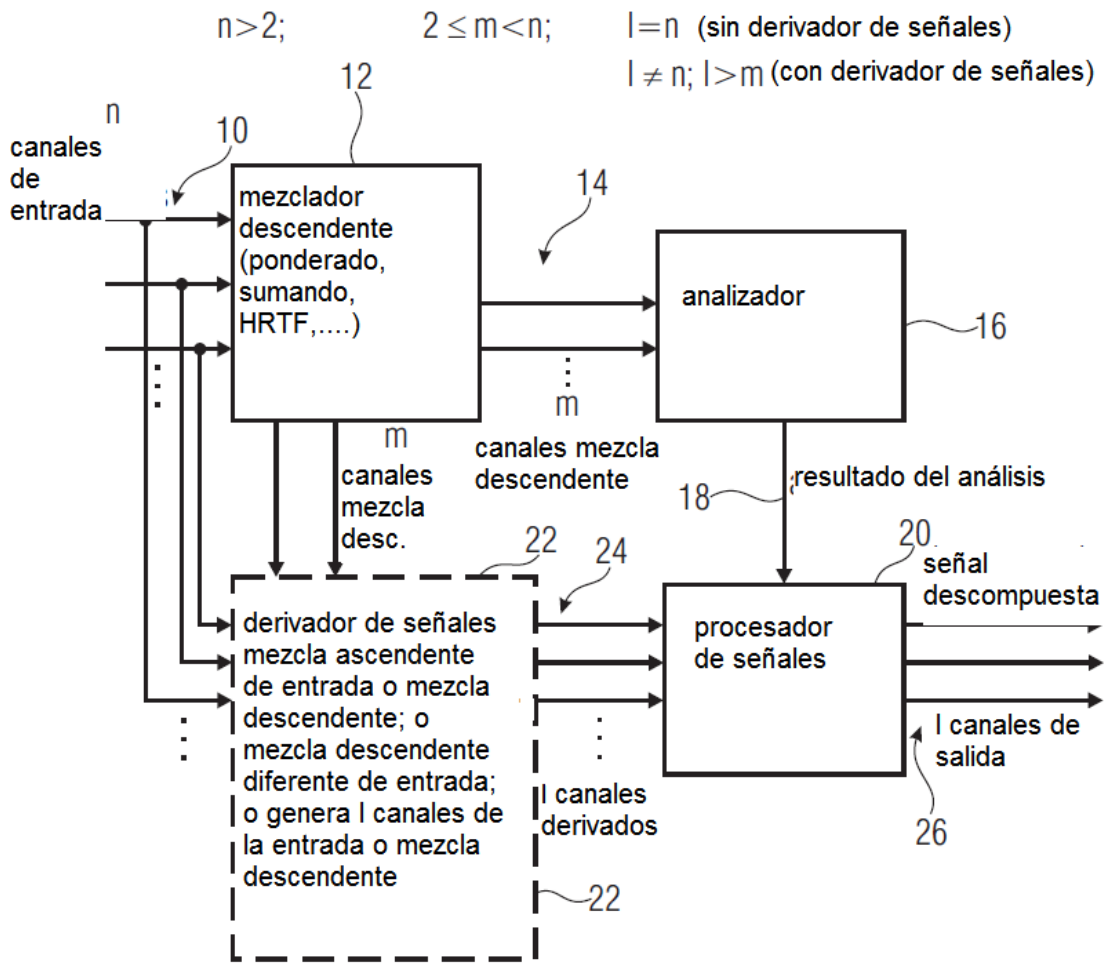 n>2; 2 ≤ m<n; l=n (sin derivador de señales)
l ≠ n; l>m (con derivador de señales)
n
canales
de
entrada
10
12
mezclador
descendente
(ponderado,
sumando,
HRTF,....)
14
m
canales mezcla
descendente
analizador
16
m
canales
mezcla
desc.
18
resultado del análisis
22
derivador de señales
mezcla ascendente
de entrada o mezcla
descendente; o
mezcla descendente
diferente de entrada;
o genera l canales de
la entrada o mezcla
descendente
22
24
l canales
derivados
20
procesador
de señales
señal
descompuesta
l canales de
salida
26